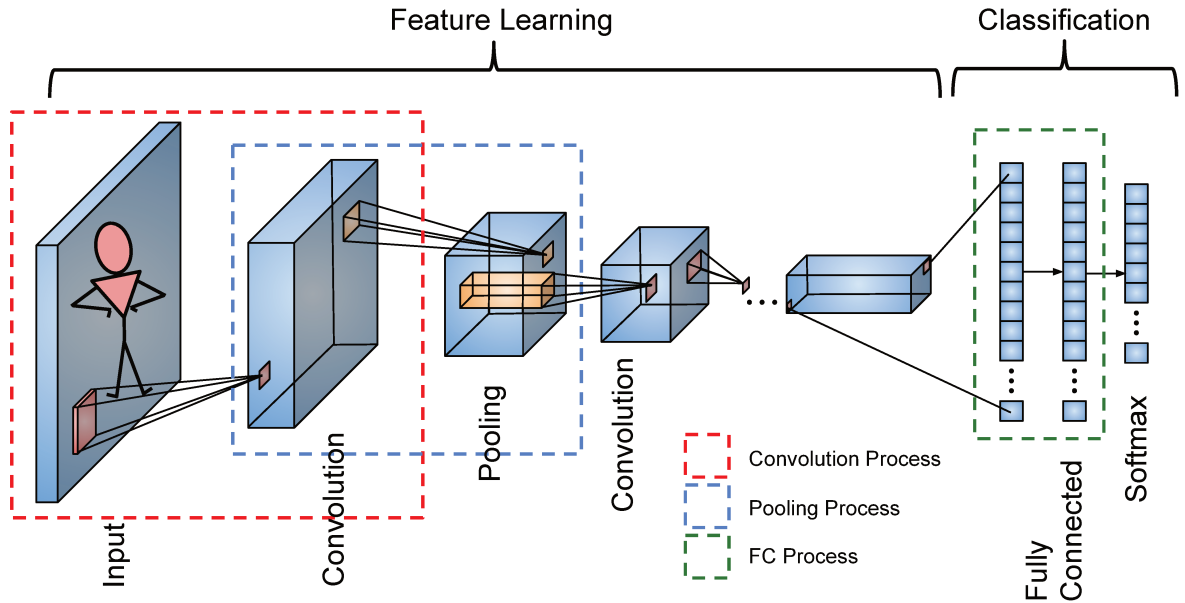 Feature Learning
Classification
Input
Convolution
Pooling
Convolution
Fully
Connected
Softmax
Convolution Process
Pooling Process
FC Process